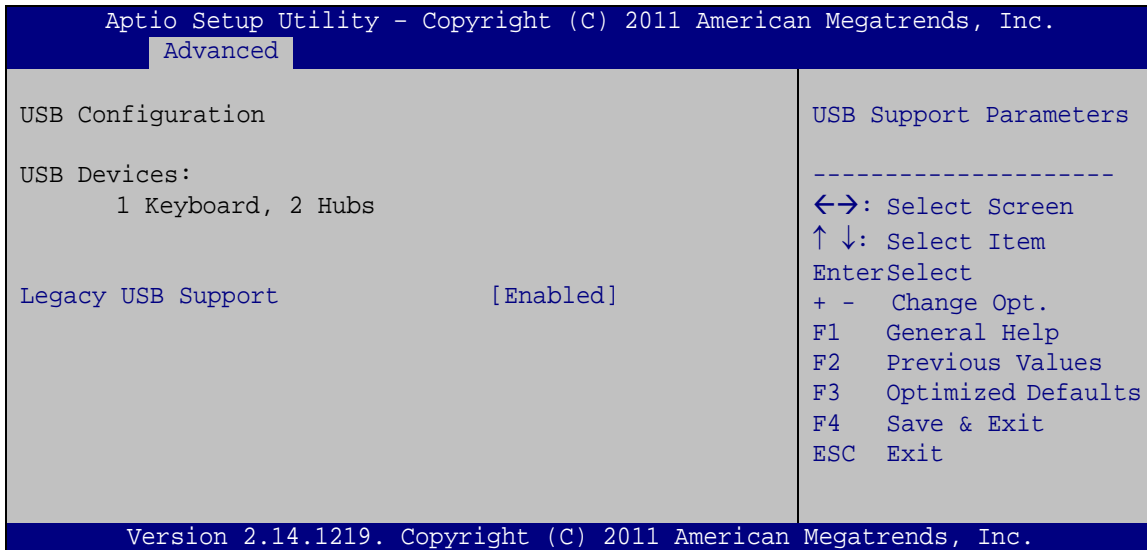 Aptio Setup Utility – Copyright (C) 2011 American Megatrends, Inc.
Advanced
USB Configuration
USB Devices:
1 Keyboard, 2 Hubs
Legacy USB Support [Enabled]
USB Support Parameters
---------------------
←→: Select Screen
↑ ↓: Select Item
EnterSelect
+ - Change Opt.
F1 General Help
F2 Previous Values
F3 Optimized Defaults
F4 Save & Exit
ESC Exit
Version 2.14.1219. Copyright (C) 2011 American Megatrends, Inc.